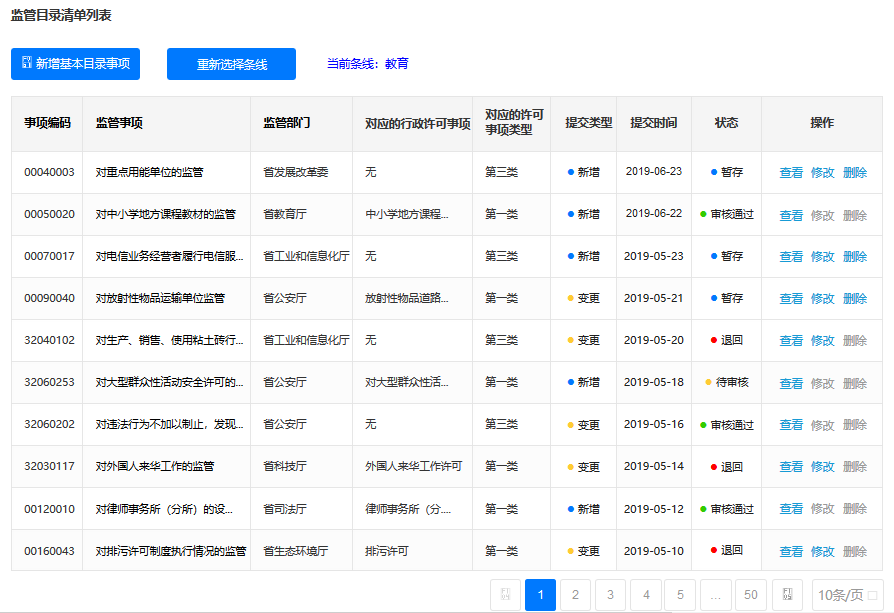 监管目录清单列表
新增基本目录事项 重新选择条线 当前条线：教育
事项编码 监管事项 监管部门 对应的行政许可事项 对应的许可事项类型 提交类型 提交时间 状态 操作
00040003 对重点用能单位的监管 省发展改革委 无 第三类 新增 2019-06-23 暂存 查看 修改 删除
00050020 对中小学地方课程教材的监管 省教育厅 中小学地方课程... 第一类 新增 2019-06-22 审核通过 查看 修改 删除
00070017 对电信业务经营者履行电信服... 省工业和信息化厅 无 第三类 新增 2019-05-23 暂存 查看 修改 删除
00090040 对放射性物品运输单位监管 省公安厅 放射性物品道路... 第一类 变更 2019-05-21 暂存 查看 修改 删除
32040102 对生产、销售、使用粘土砖行... 省工业和信息化厅 无 第三类 变更 2019-05-20 退回 查看 修改 删除
32060253 对大型群众性活动安全许可的... 省公安厅 对大型群众性活... 第一类 新增 2019-05-18 待审核 查看 修改 删除
32060202 对违法行为不加以制止，发现... 省公安厅 无 第三类 变更 2019-05-16 审核通过 查看 修改 删除
32030117 对外国人来华工作的监管 省科技厅 外国人来华工作许可 第一类 变更 2019-05-14 退回 查看 修改 删除
00120010 对律师事务所（分所）的设... 省司法厅 律师事务所（分.... 第一类 新增 2019-05-12 审核通过 查看 修改 删除
00160043 对排污许可制度执行情况的监管 省生态环境厅 排污许可 第一类 变更 2019-05-10 退回 查看 修改 删除
1 2 3 4 5 ... 50 10条/页